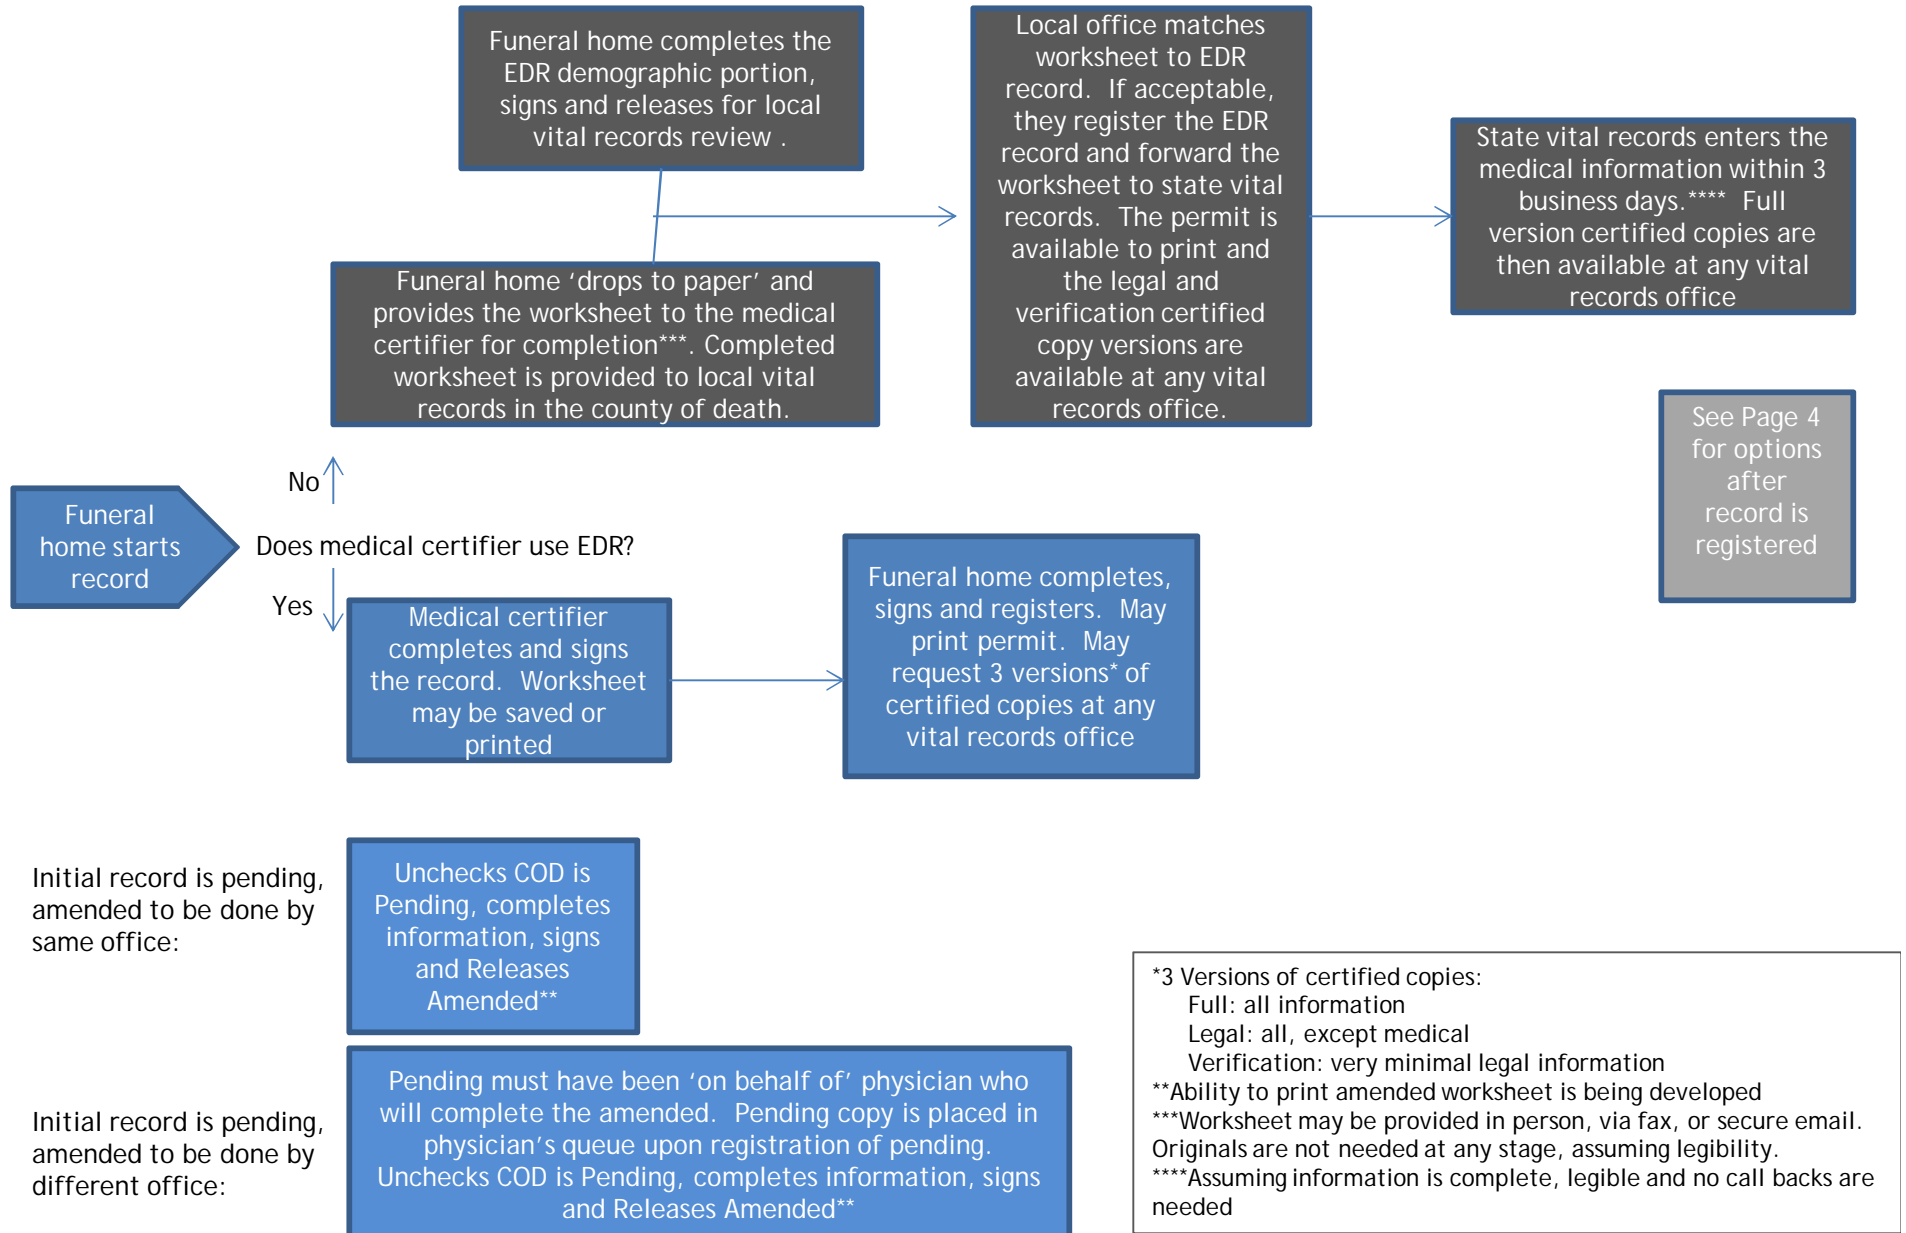 Funeral home completes the
EDR demographic portion,
signs and releases for local
vital records review .
Local office matches
worksheet to EDR
record.  If acceptable,
they register the EDR
record and forward the
worksheet to state vital
records.  The permit is
available to print and
the legal and
verification certified
copy versions are
available at any vital
records office.
State vital records enters the
medical information within 3
business days.****  Full
version certified copies are
then available at any vital
records office
Funeral home ‘drops to paper’ and
provides the worksheet to the medical
certifier for completion***. Completed
worksheet is provided to local vital
records in the county of death.
See Page 4
for options
after
record is
registered
No
Funeral
home starts
record
Does medical certifier use EDR?
Yes
Medical certifier
completes and signs
the record.  Worksheet
may be saved or
printed
Funeral home completes,
signs and registers.  May
print permit.  May
request 3 versions* of
certified copies at any
vital records office
Initial record is pending,
amended to be done by
same office:
Unchecks COD is
Pending, completes
information, signs
and Releases
Amended**
Initial record is pending,
amended to be done by
different office:
Pending must have been ‘on behalf of’ physician who
will complete the amended.  Pending copy is placed in
physician’s queue upon registration of pending.
Unchecks COD is Pending, completes information, signs
and Releases Amended**
*3 Versions of certified copies:
Full: all information
Legal: all, except medical
Verification: very minimal legal information
**Ability to print amended worksheet is being developed
***Worksheet may be provided in person, via fax, or secure email.
Originals are not needed at any stage, assuming legibility.
****Assuming information is complete, legible and no call backs are
needed